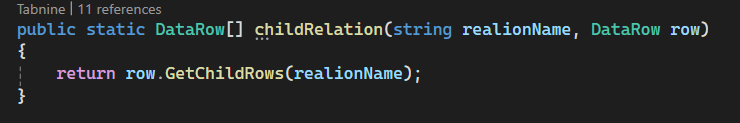 Tabnine | 11 references
public static DataRow[] childRelation(string realionName, DataRow row)
{
return row.GetChildRows(realionName);
}